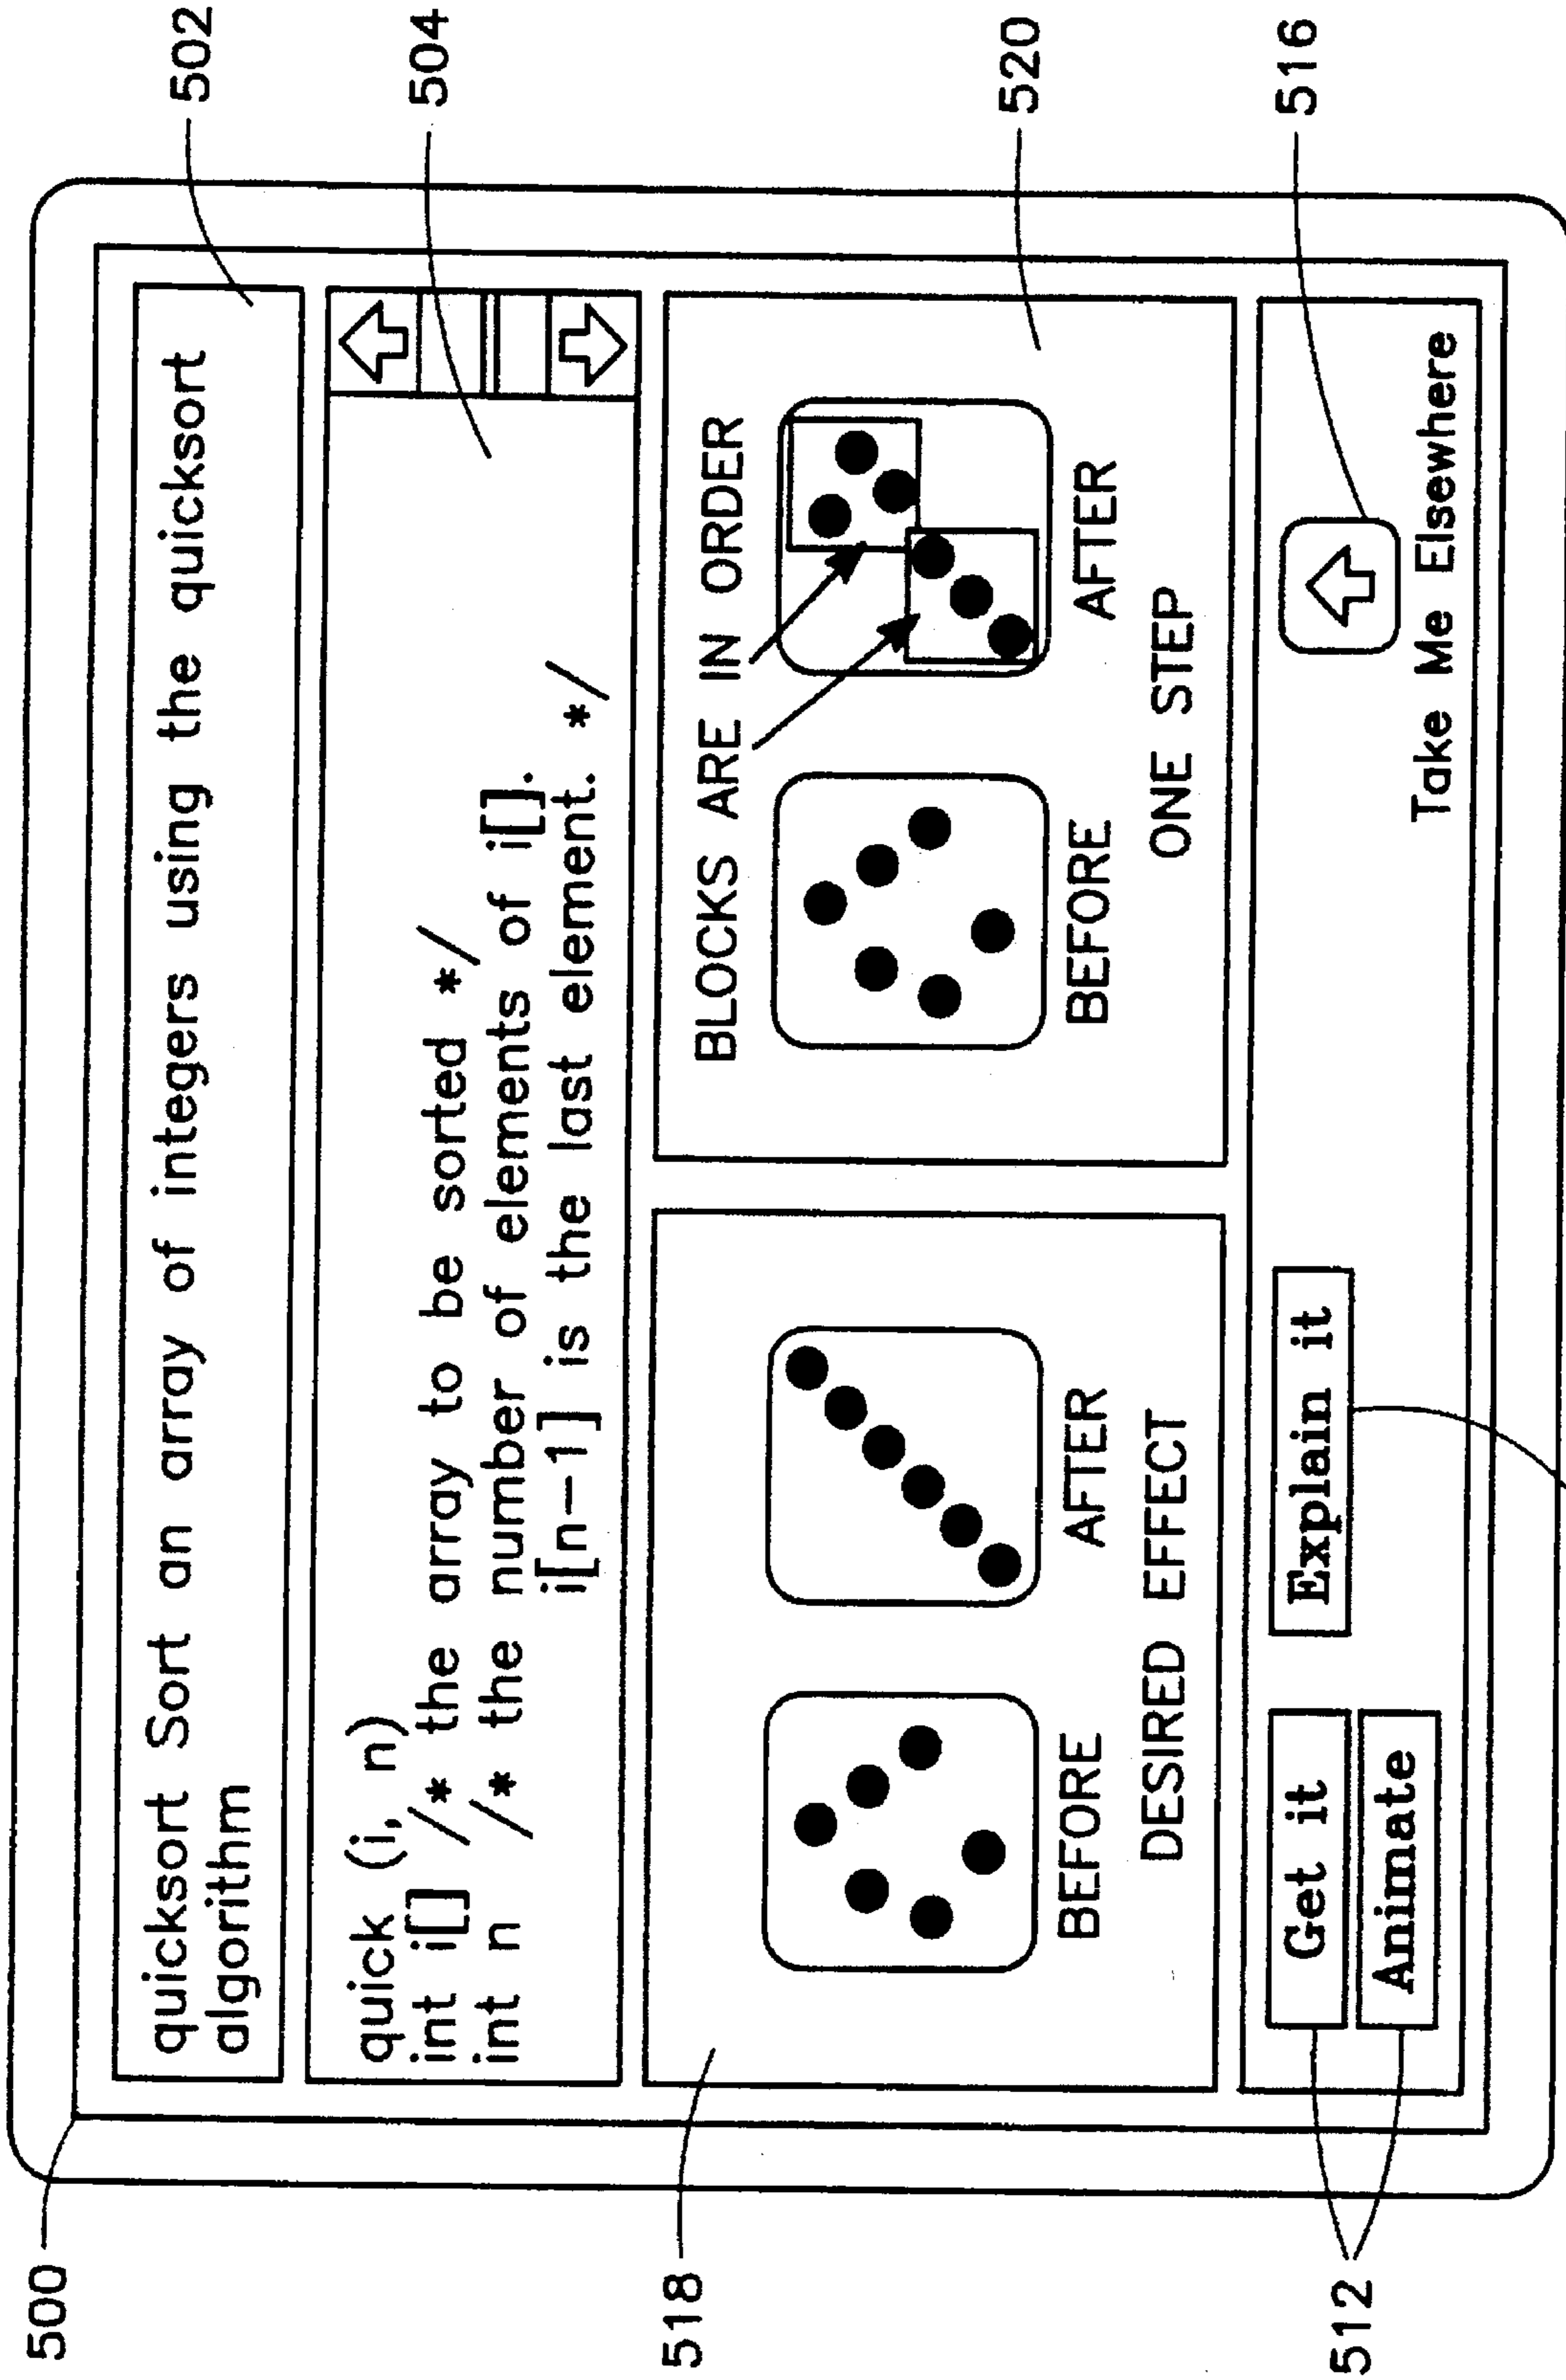 500
502
quicksort Sort an array of integers using the quicksort
algorithm
504
quick (i, n)
int i[] /* the array to be sorted */
int n /* the number of elements of i[].
i[n-1] is the last element. */
518
BEFORE
AFTER
DESIRED EFFECT
520
BLOCKS ARE IN ORDER
BEFORE
AFTER
ONE STEP
512
Get it
Animate
Explain it
516
Take Me Elsewhere